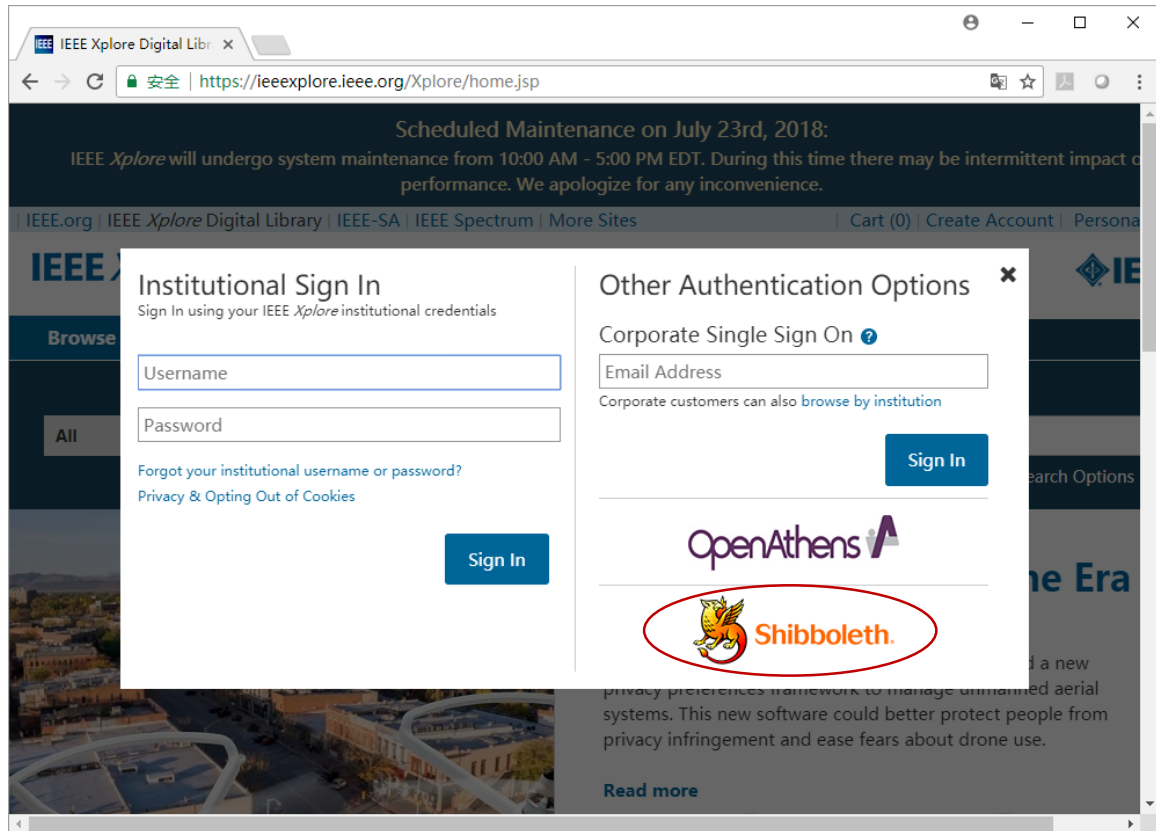 IEEE IEEE Xplore Digital Libr
安全 https://ieeexplore.ieee.org/Xplore/home.jsp
Scheduled Maintenance on July 23rd, 2018:
IEEE Xplore will undergo system maintenance from 10:00 AM - 5:00 PM EDT. During this time there may be intermittent impact o
performance. We apologize for any inconvenience.
| IEEE.org | IEEE Xplore Digital Library | IEEE-SA | IEEE Spectrum | More Sites | Cart (0) | Create Account | Persona
IEEE X
IE
Browse
All
earch Options
Institutional Sign In
Sign In using your IEEE Xplore institutional credentials
Username
Password
Forgot your institutional username or password?
Privacy & Opting Out of Cookies
Sign In
Other Authentication Options
Corporate Single Sign On ?
Email Address
Corporate customers can also browse by institution
Sign In
OpenAthens
Shibboleth.
ne Era
d a new
privacy preferences framework to manage unmanned aerial
systems. This new software could better protect people from
privacy infringement and ease fears about drone use.
Read more